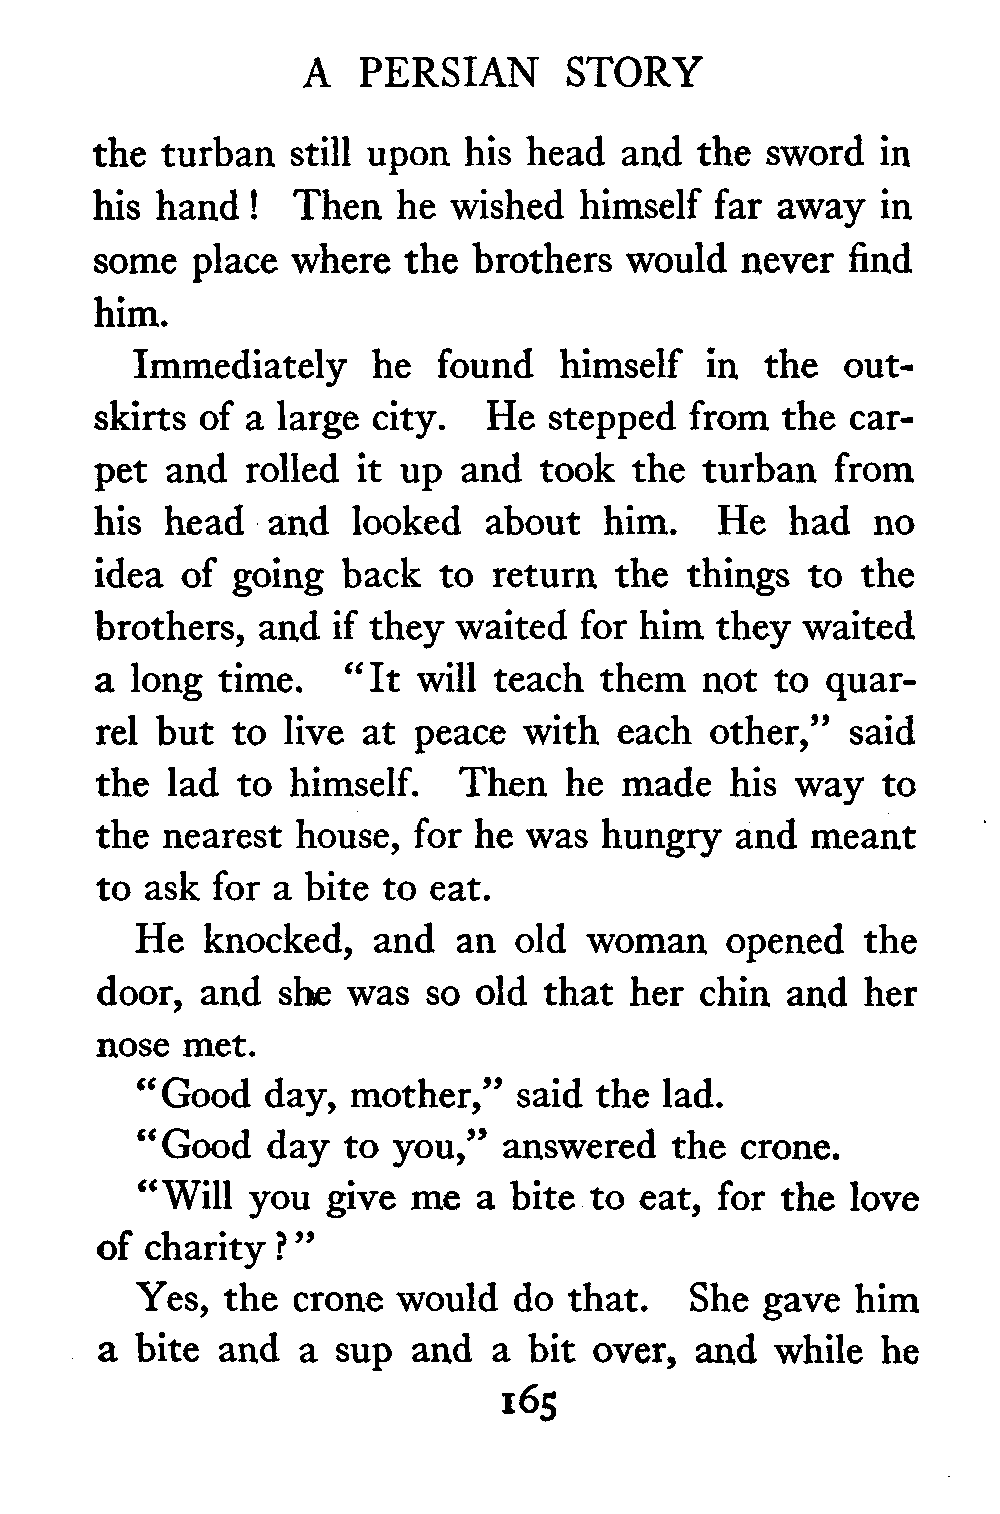 A PERSIAN STORY
the turban still upon his head and the sword in
his hand! Then he wished himself far away in
some place where the brothers would never find
him.
Immediately he found himself in the out-
skirts of a large city. He stepped from the car-
pet and rolled it up and took the turban from
his head and looked about him. He had no
idea of going back to return the things to the
brothers, and if they waited for him they waited
a long time. “It will teach them not to quar-
rel but to live at peace with each other,” said
the lad to himself. Then he made his way to
the nearest house, for he was hungry and meant
to ask for a bite to eat.
He knocked, and an old woman opened the
door, and she was so old that her chin and her
nose met.
“Good day, mother,” said the lad.
“Good day to you,” answered the crone.
“Will you give me a bite to eat, for the love
of charity?”
Yes, the crone would do that. She gave him
a bite and a sup and a bit over, and while he
165